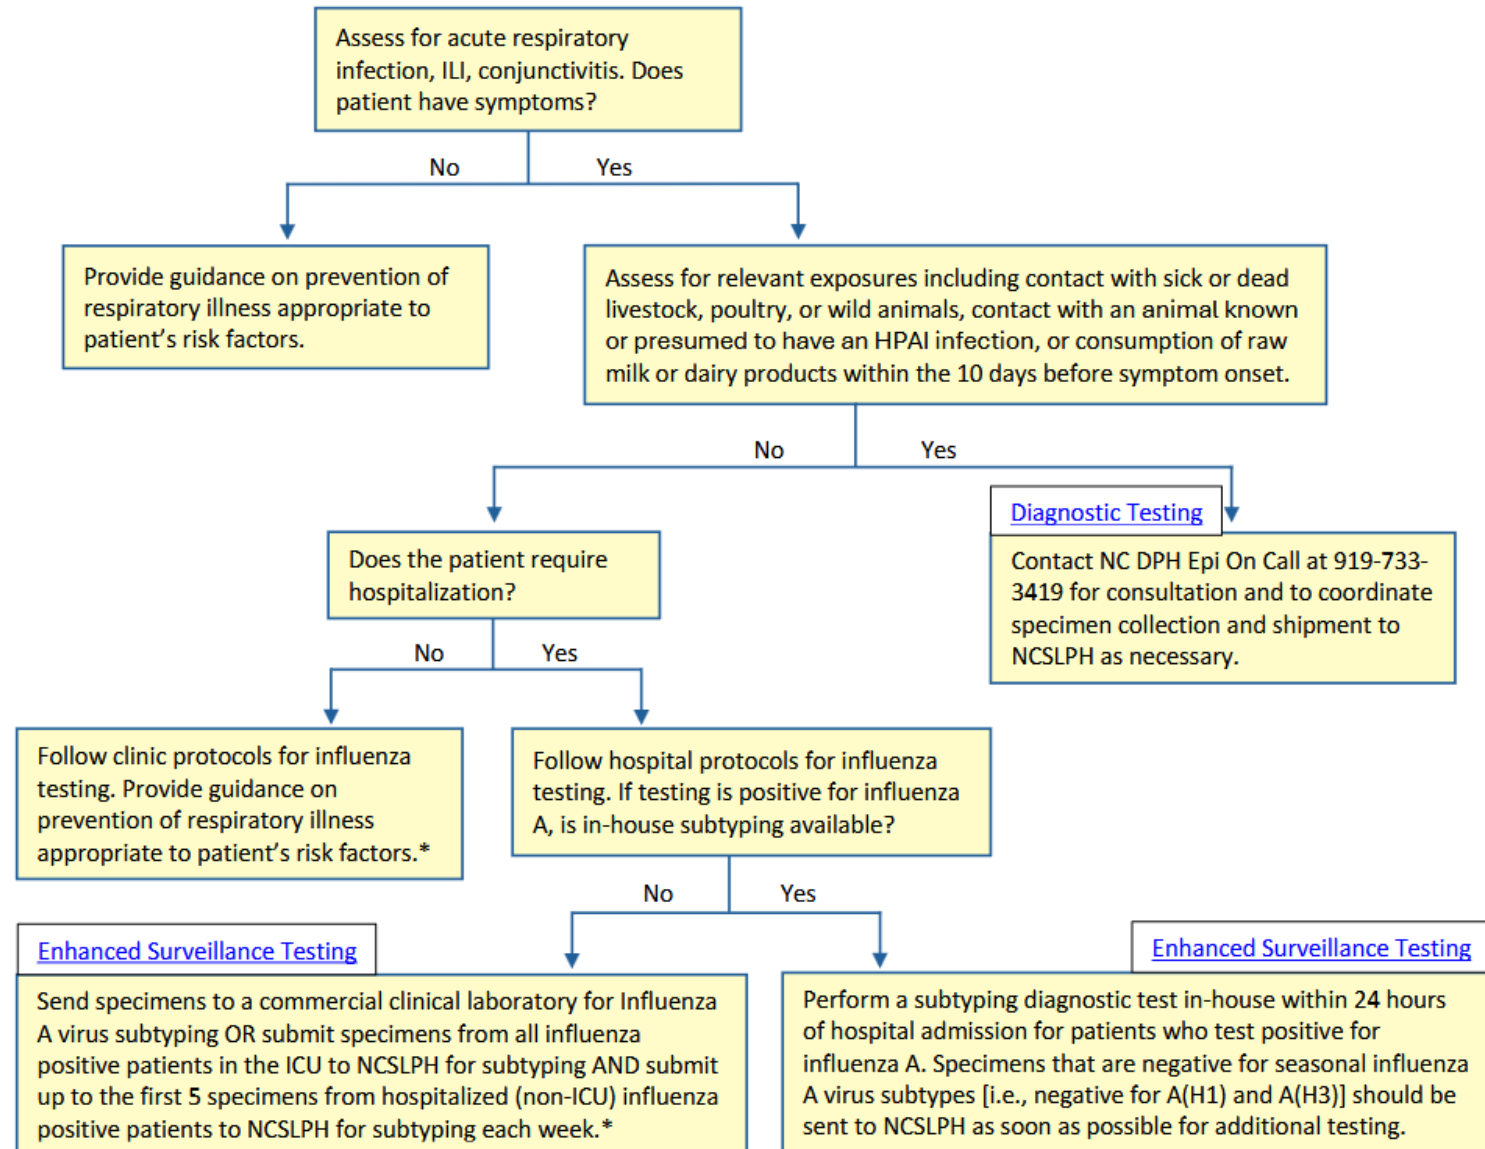 Assess for acute respiratory
infection, ILI, conjunctivitis. Does
patient have symptoms?
No
Yes
Provide guidance on prevention of
respiratory illness appropriate to
patient's risk factors.
Assess for relevant exposures including contact with sick or dead
livestock, poultry, or wild animals, contact with an animal known
or presumed to have an HPAI infection, or consumption of raw
milk or dairy products within the 10 days before symptom onset.
No
Yes
Diagnostic Testing
Contact NC DPH Epi On Call at 919-733-
3419 for consultation and to coordinate
specimen collection and shipment to
NCSLPH as necessary.
Does the patient require
hospitalization?
No
Yes
Follow clinic protocols for influenza
testing. Provide guidance on
prevention of respiratory illness
appropriate to patient's risk factors.*
Follow hospital protocols for influenza
testing. If testing is positive for influenza
A, is in-house subtyping available?
No
Yes
Enhanced Surveillance Testing
Send specimens to a commercial clinical laboratory for Influenza
A virus subtyping OR submit specimens from all influenza
positive patients in the ICU to NCSLPH for subtyping AND submit
up to the first 5 specimens from hospitalized (non-ICU) influenza
positive patients to NCSLPH for subtyping each week.*
Enhanced Surveillance Testing
Perform a subtyping diagnostic test in-house within 24 hours
of hospital admission for patients who test positive for
influenza A. Specimens that are negative for seasonal influenza
A virus subtypes [i.e., negative for A(H1) and A(H3)] should be
sent to NCSLPH as soon as possible for additional testing.